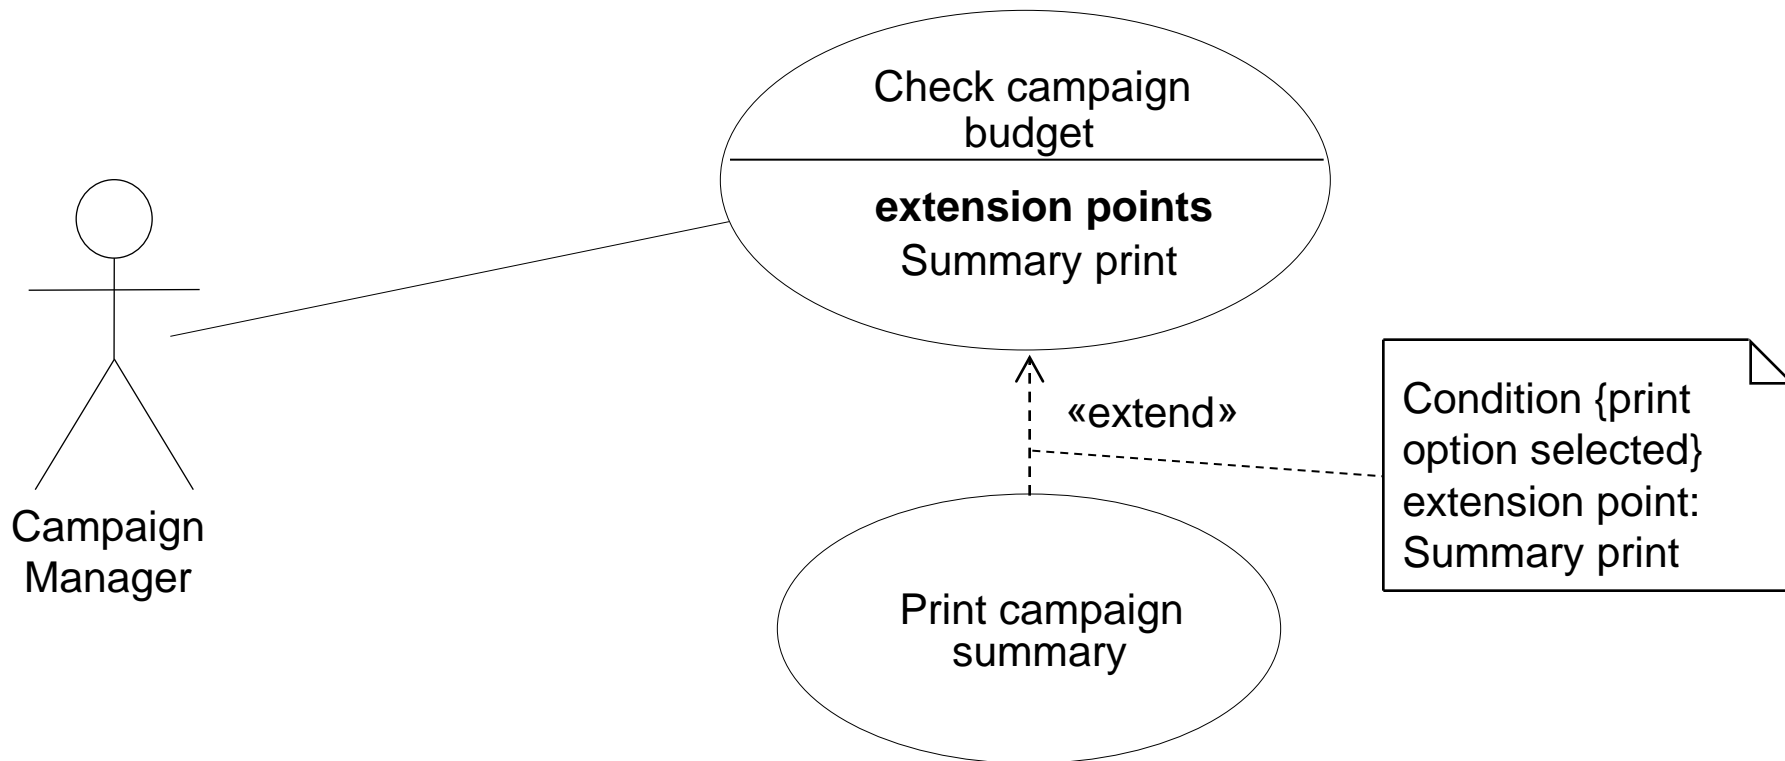 Check campaign
budget
extension points
Summary print
«extend»
Condition {print
option selected}
extension point:
Summary print
Campaign
Manager
Print campaign
summary